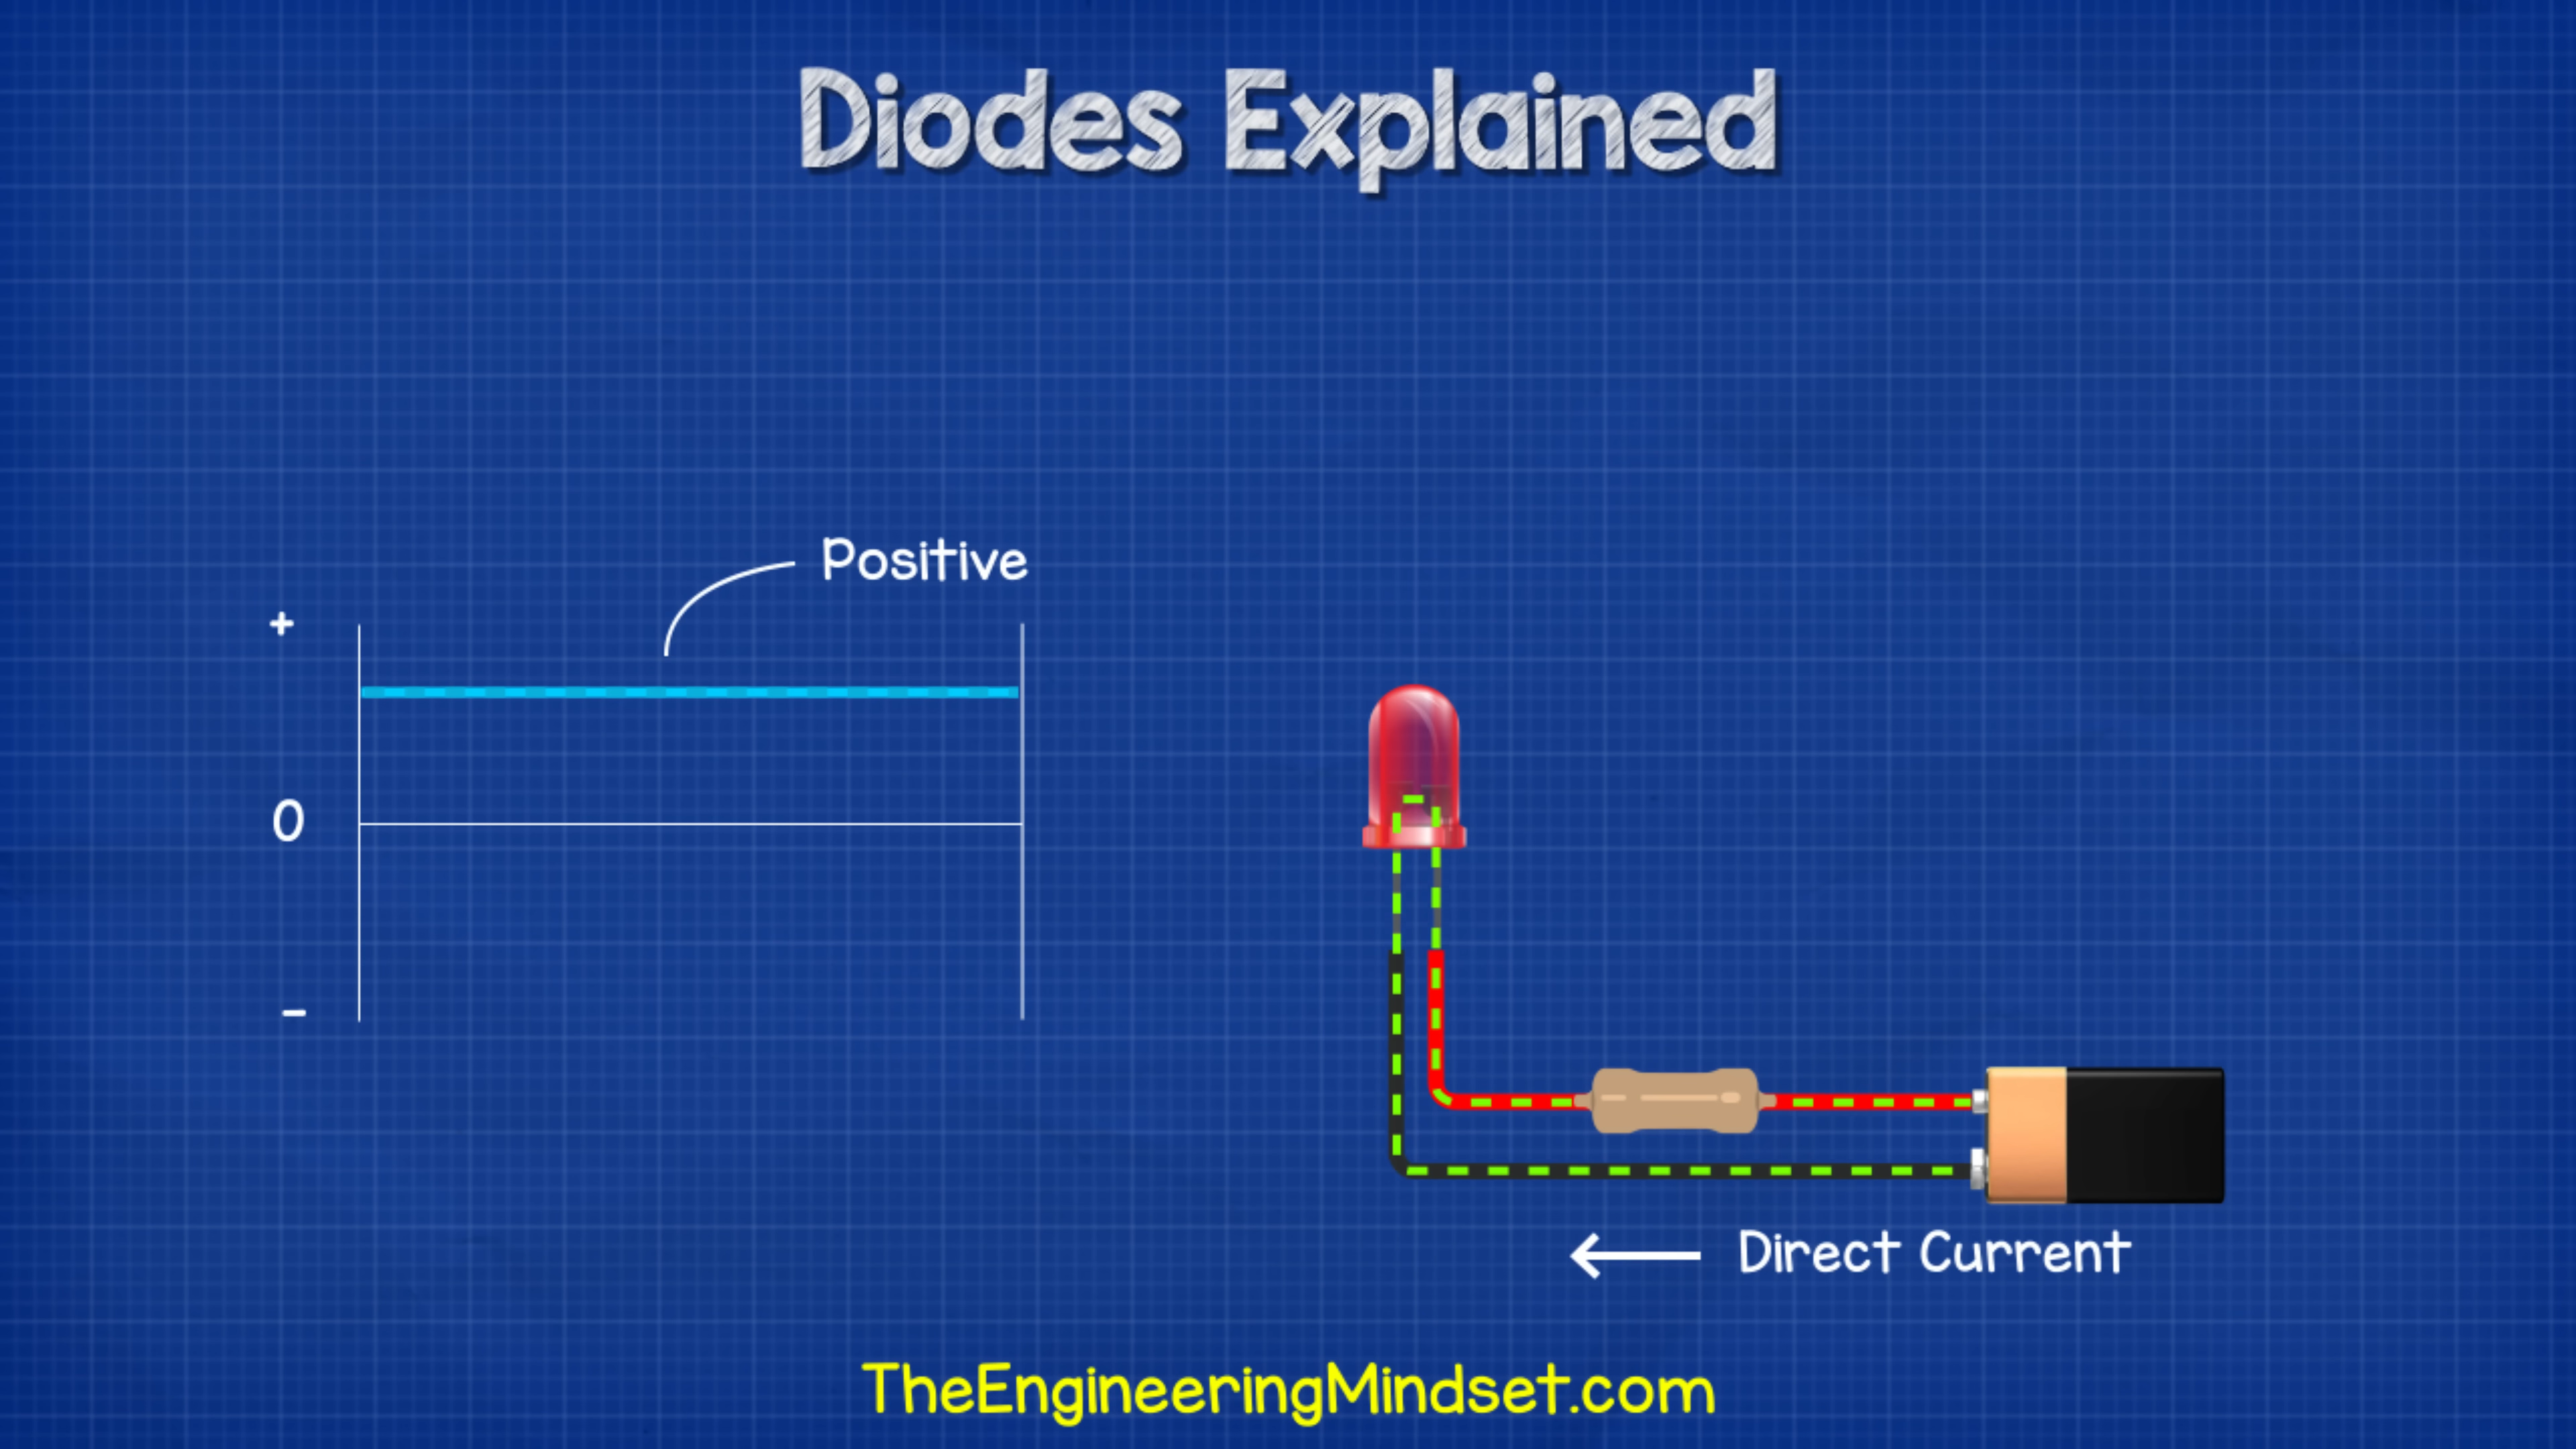 Diodes Explained
Positive
+
0
-
Direct Current
TheEngineeringMindset.com